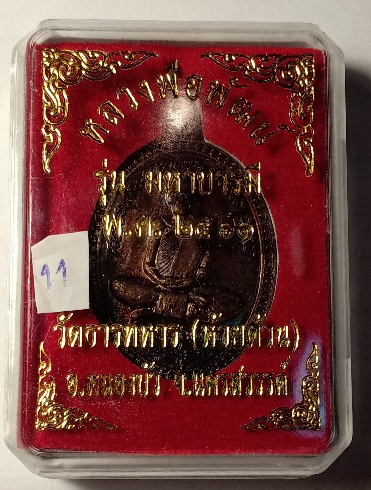 หลวงพ่อพัฒน์
รุ่น มหาบารมี
พ.ศ. ๒๕๖๑
11
วัดธารทหาร (ห้วยด้วน)
อ.หนองบัว จ.นครสวรรค์